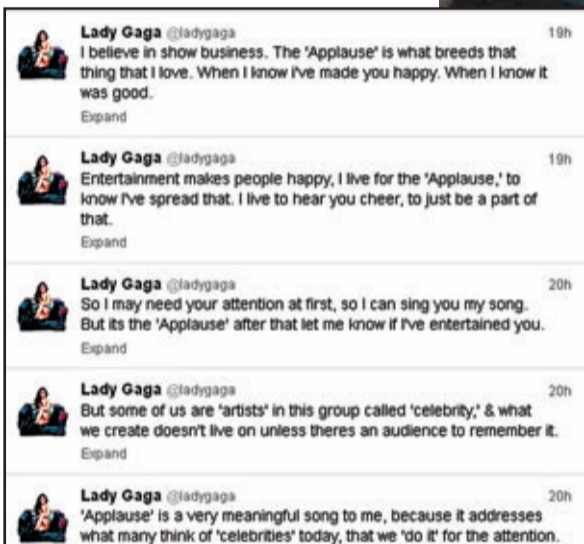 Lady Gaga @ladygaga 19h
I believe in show business. The 'Applause' is what breeds that
thing that I love. When I know i've made you happy. When I know it
was good.
Expand
Lady Gaga @ladygaga 19h
Entertainment makes people happy, I live for the 'Applause,' to
know I've spread that. I live to hear you cheer, to just be a part of
that.
Expand
Lady Gaga @ladygaga 20h
So I may need your attention at first, so I can sing you my song.
But its the 'Applause' after that let me know if I've entertained you.
Expand
Lady Gaga @ladygaga 20h
But some of us are 'artists' in this group called 'celebrity,' & what
we create doesn't live on unless theres an audience to remember it.
Expand
Lady Gaga @ladygaga 20h
'Applause' is a very meaningful song to me, because it addresses
what many think of 'celebrities' today, that we 'do it' for the attention.